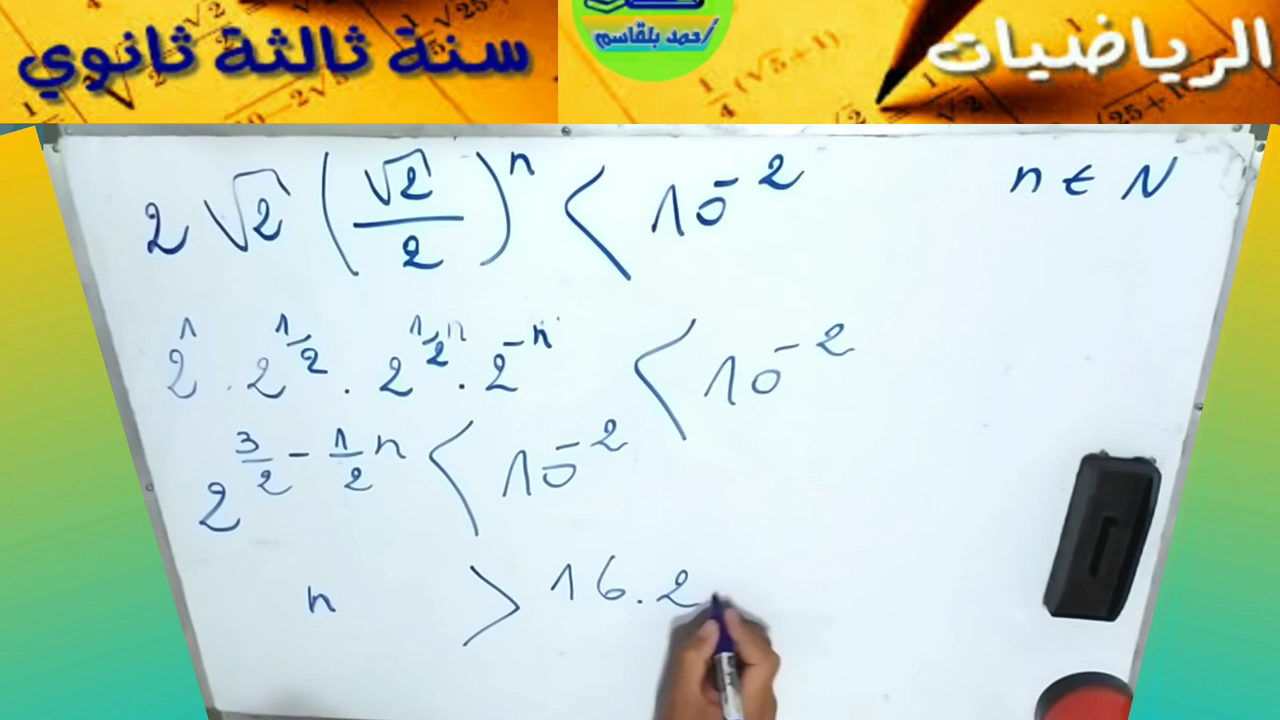 سنة ثالثة ثانوي
أحمد بلقاسم
الرياضيات
2√2 (√2/2)^n < 10^-2
n ∈ N
2^1 . 2^(1/2) . 2^(1/2 n) . 2^-n < 10^-2
2^(3/2 - 1/2 n) < 10^-2
n > 16.2